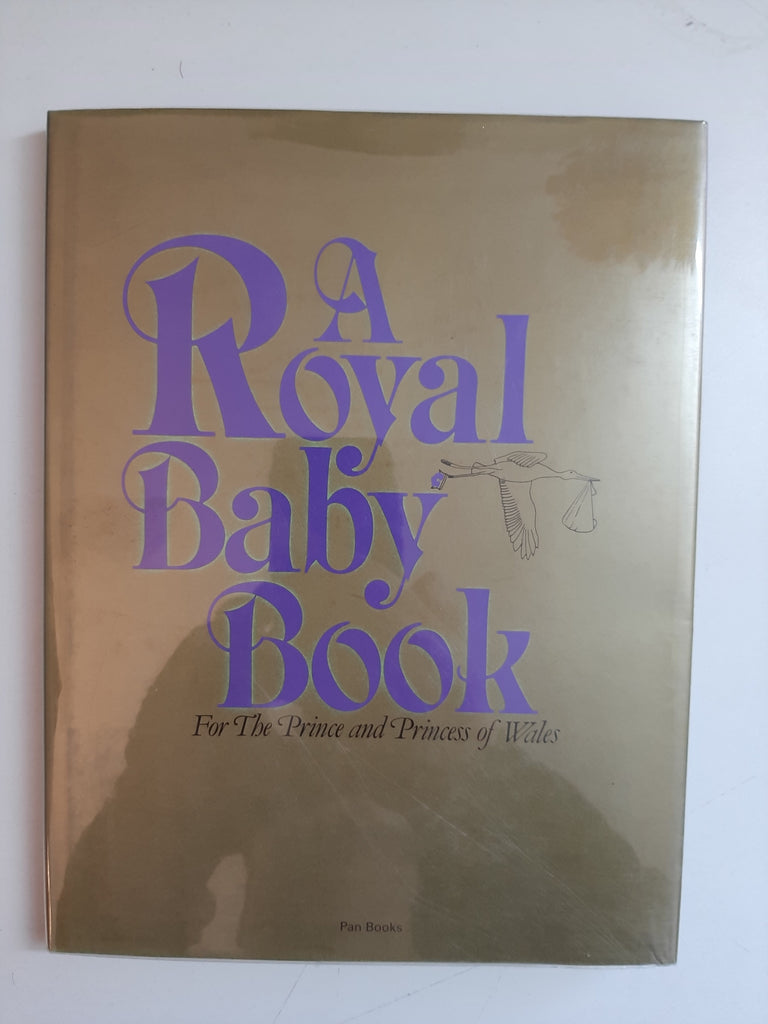 A
Royal
Baby
Book
For The Prince and Princess of Wales
Pan Books